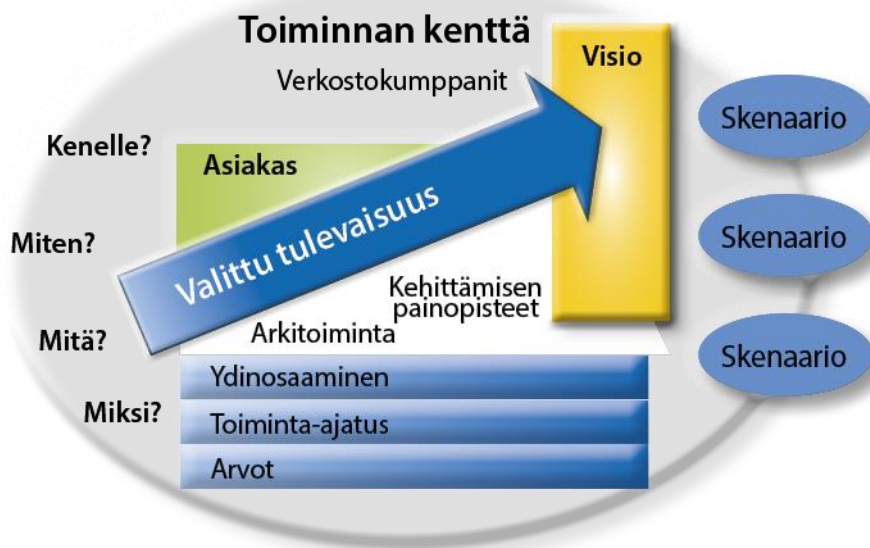 Toiminnan kenttä
Visio
Verkostokumppanit
Skenaario
Kenelle?
Asiakas
Miten?
Valittu tulevaisuus
Skenaario
Kehittämisen
painopisteet
Mitä?
Arkitoiminta
Skenaario
Ydinosaaminen
Miksi?
Toiminta-ajatus
Arvot